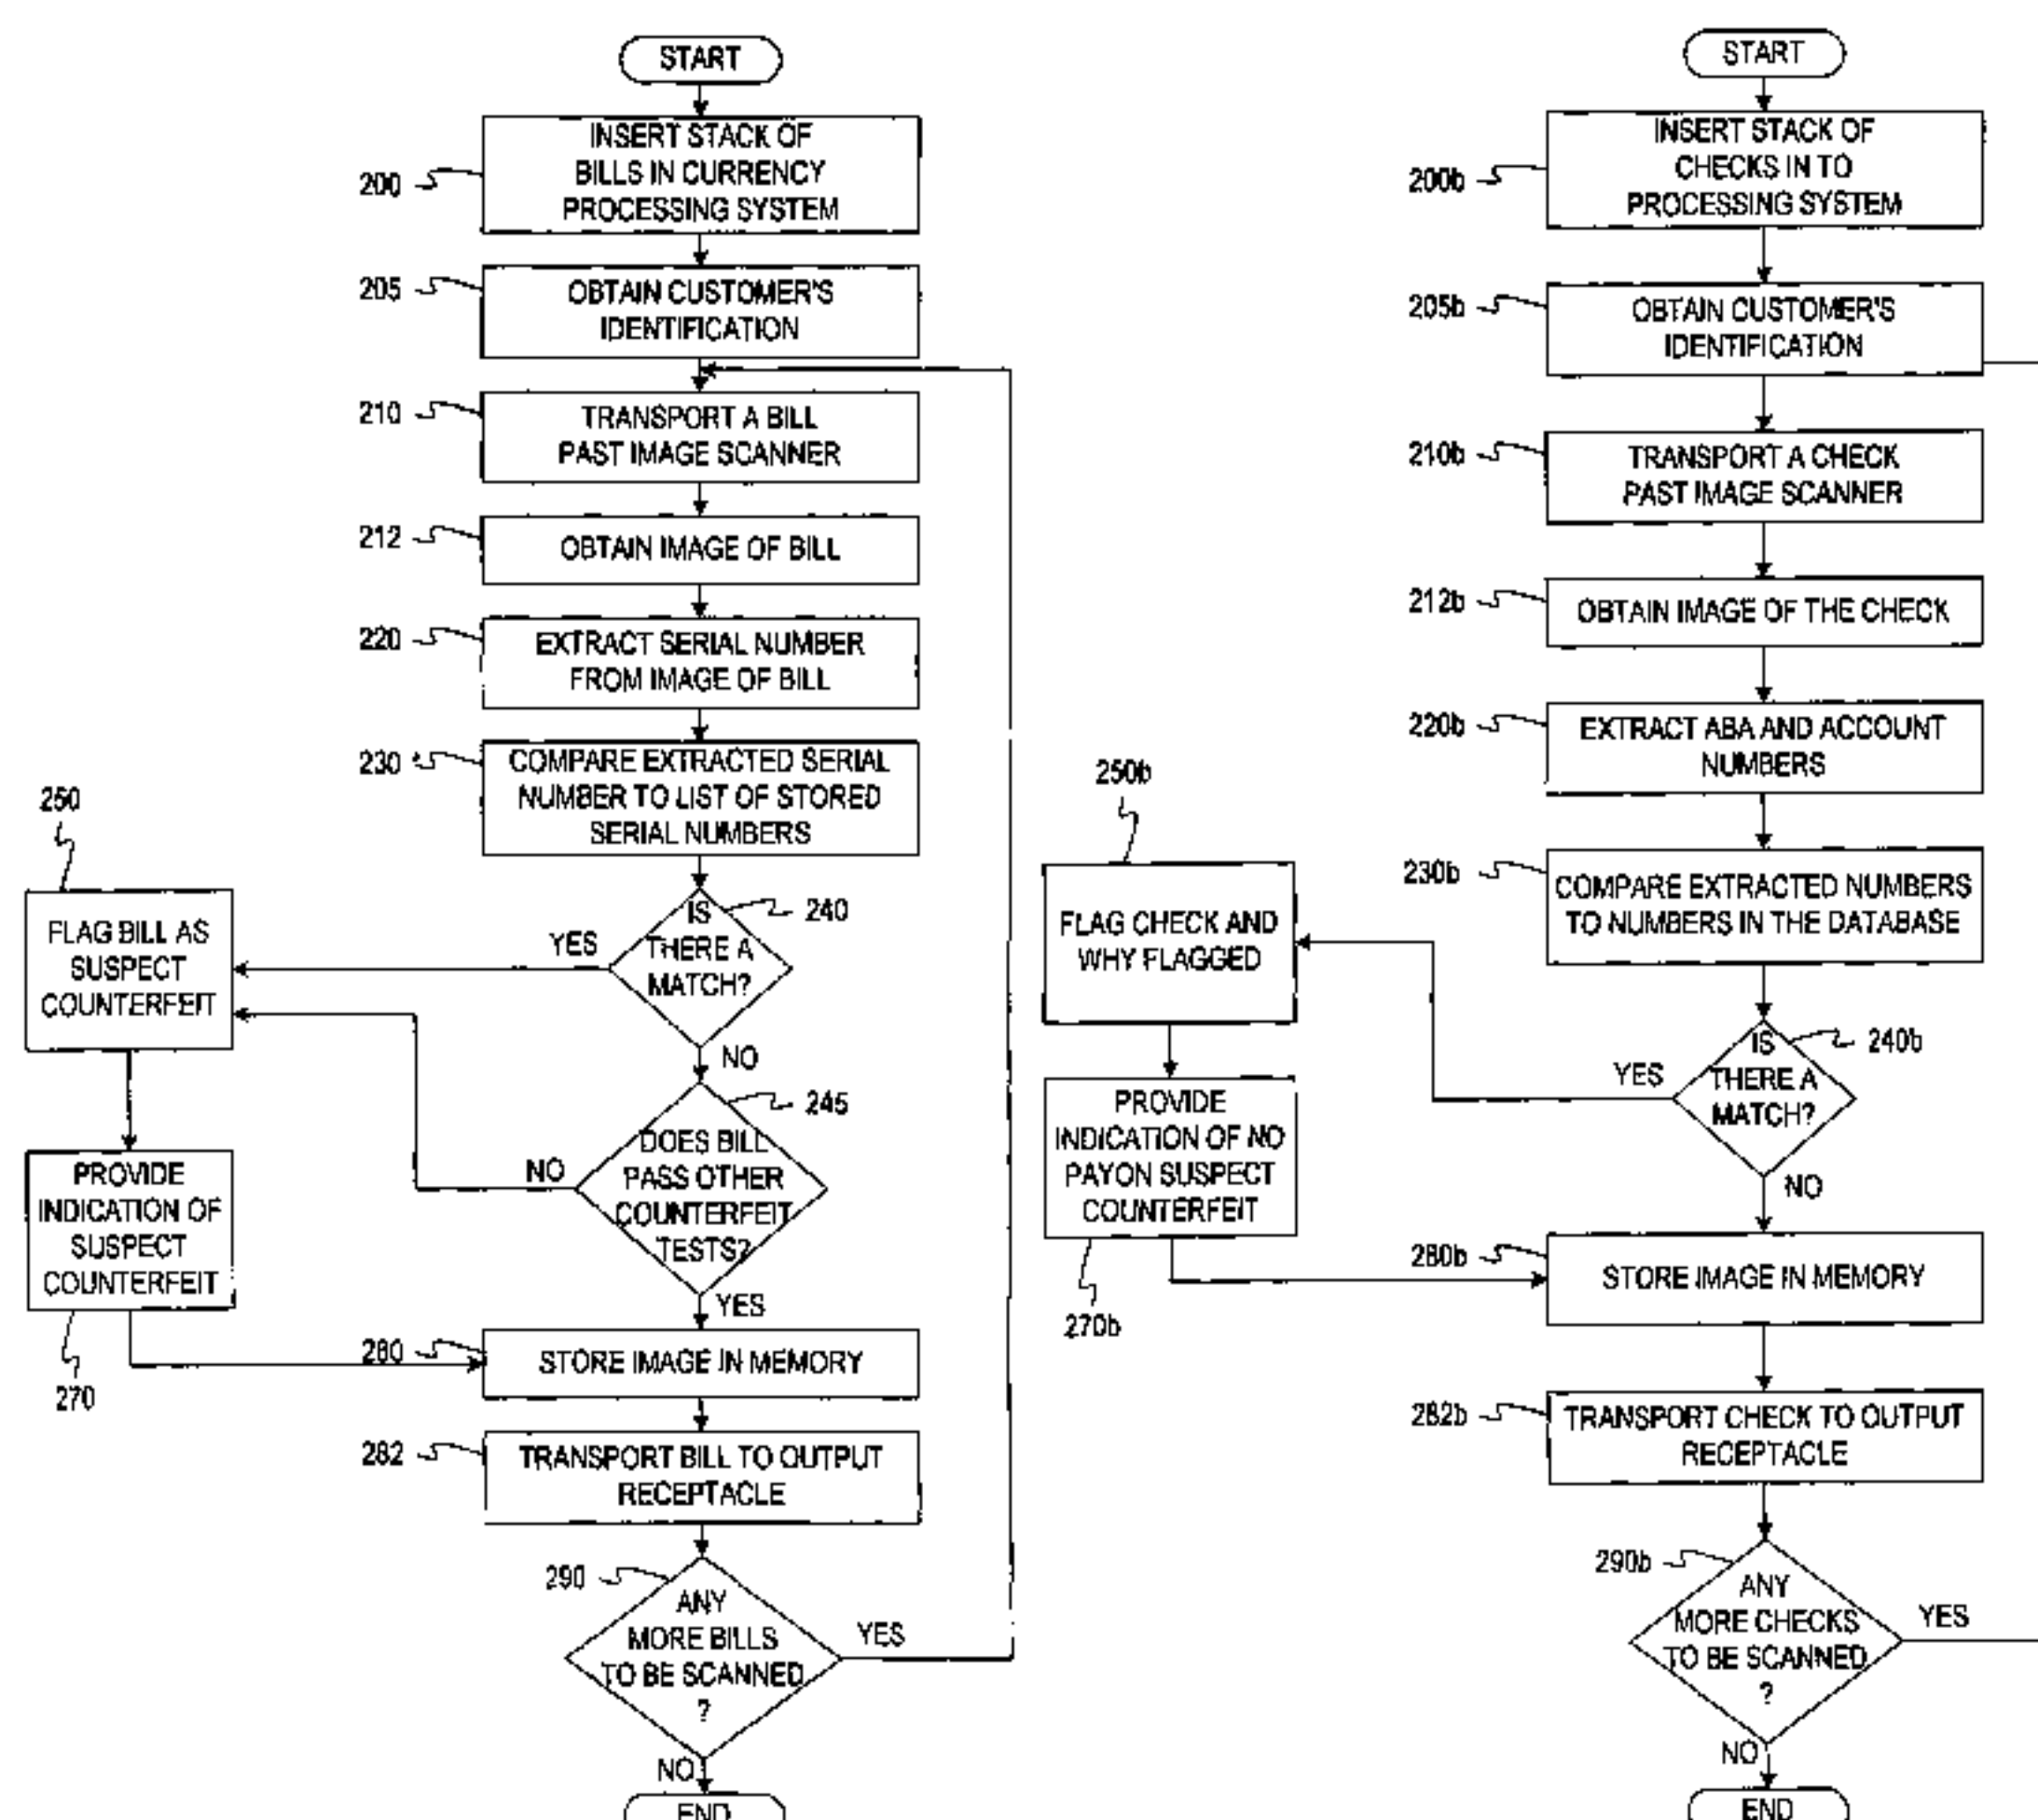 START
200
INSERT STACK OF
BILLS IN CURRENCY
PROCESSING SYSTEM
205
OBTAIN CUSTOMER'S
IDENTIFICATION
210
TRANSPORT A BILL
PAST IMAGE SCANNER
212
OBTAIN IMAGE OF BILL
220
EXTRACT SERIAL NUMBER
FROM IMAGE OF BILL
230
COMPARE EXTRACTED SERIAL
NUMBER TO LIST OF STORED
SERIAL NUMBERS
240
IS
THERE A
MATCH?
YES
NO
250
FLAG BILL AS
SUSPECT
COUNTERFEIT
245
DOES BILL
PASS OTHER
COUNTERFEIT
TESTS?
NO
YES
PROVIDE
INDICATION OF
SUSPECT
COUNTERFEIT
270
280
STORE IMAGE IN MEMORY
282
TRANSPORT BILL TO OUTPUT
RECEPTACLE
290
ANY
MORE BILLS
TO BE SCANNED
?
YES
NO
END
START
200b
INSERT STACK OF
CHECKS IN TO
PROCESSING SYSTEM
205b
OBTAIN CUSTOMER'S
IDENTIFICATION
210b
TRANSPORT A CHECK
PAST IMAGE SCANNER
212b
OBTAIN IMAGE OF THE CHECK
220b
EXTRACT ABA AND ACCOUNT
NUMBERS
230b
COMPARE EXTRACTED NUMBERS
TO NUMBERS IN THE DATABASE
240b
IS
THERE A
MATCH?
YES
NO
250b
FLAG CHECK AND
WHY FLAGGED
PROVIDE
INDICATION OF NO
PAYON SUSPECT
COUNTERFEIT
270b
280b
STORE IMAGE IN MEMORY
282b
TRANSPORT CHECK TO OUTPUT
RECEPTACLE
290b
ANY
MORE CHECKS
TO BE SCANNED
?
YES
NO
END